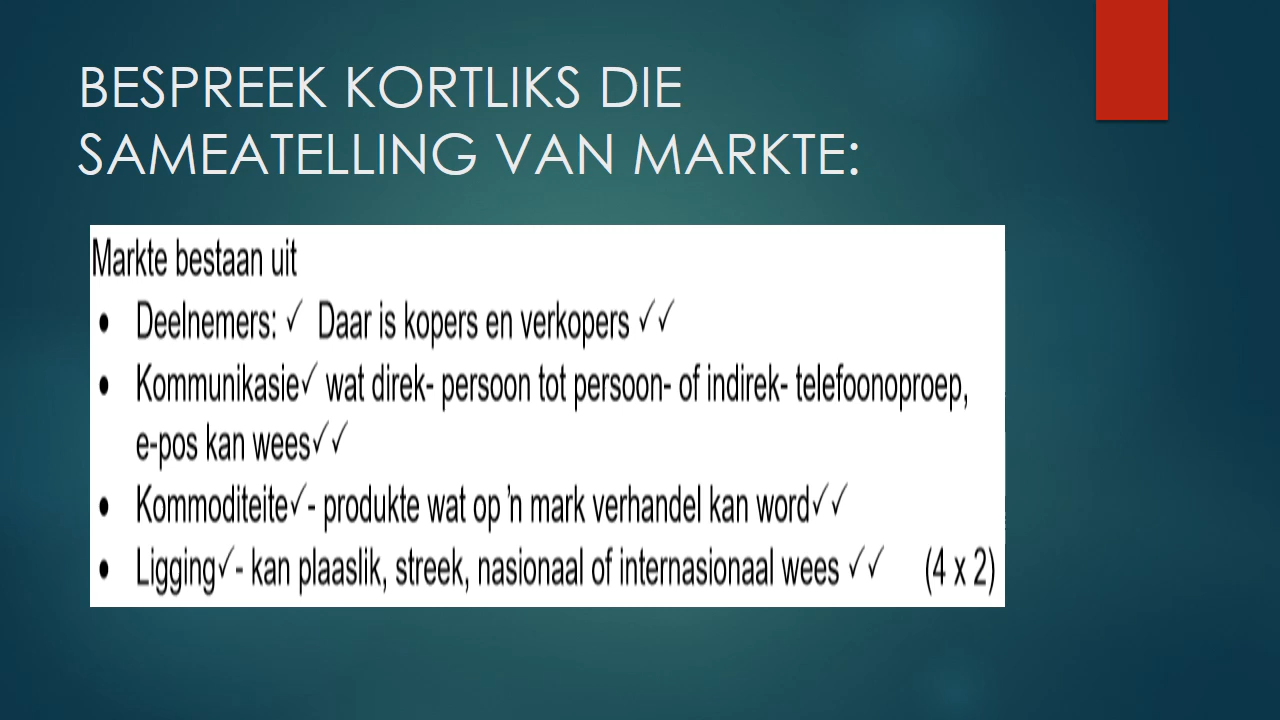 BESPREEK KORTLIKS DIE
SAMEATELLING VAN MARKTE:
Markte bestaan uit
• Deelnemers: ✓ Daar is kopers en verkopers ✓✓
• Kommunikasie✓ wat direk- persoon tot persoon- of indirek- telefoonoproep,
e-pos kan wees✓✓
• Kommoditeite✓- produkte wat op 'n mark verhandel kan word✓✓
• Ligging✓- kan plaaslik, streek, nasionaal of internasionaal wees ✓✓ (4 x 2)